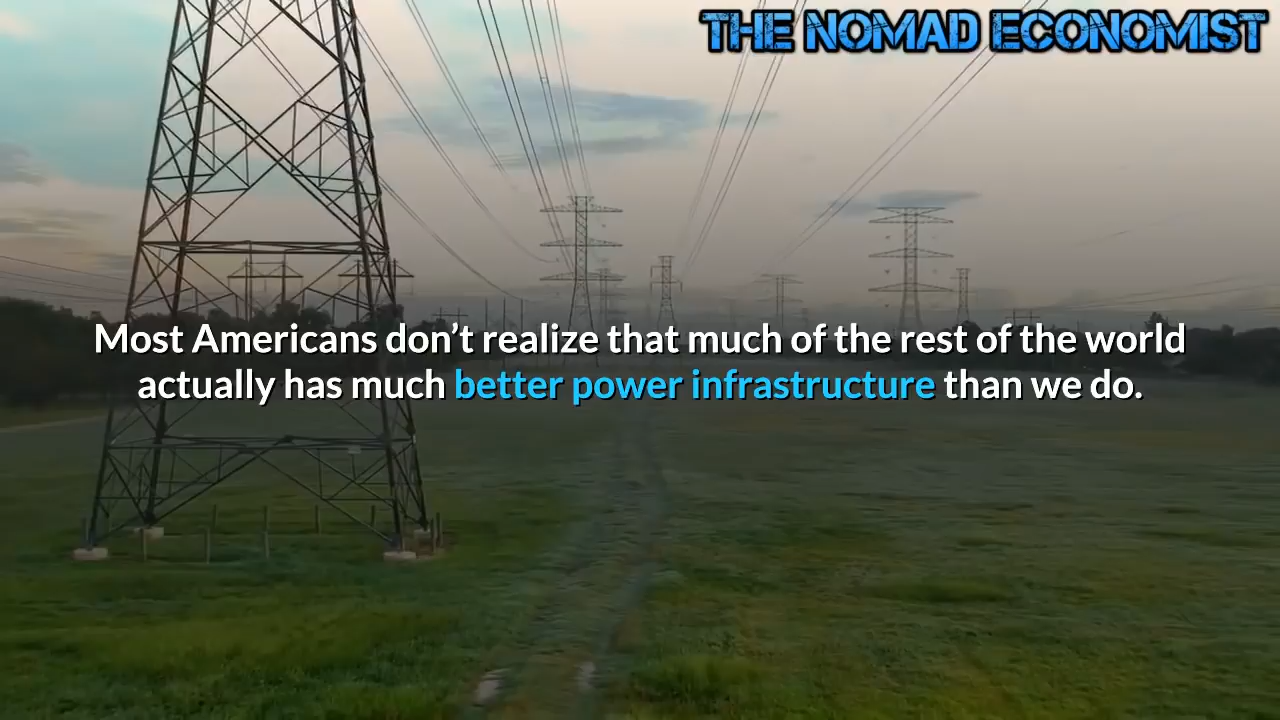 THE NOMAD ECONOMIST
Most Americans don’t realize that much of the rest of the world
actually has much better power infrastructure than we do.